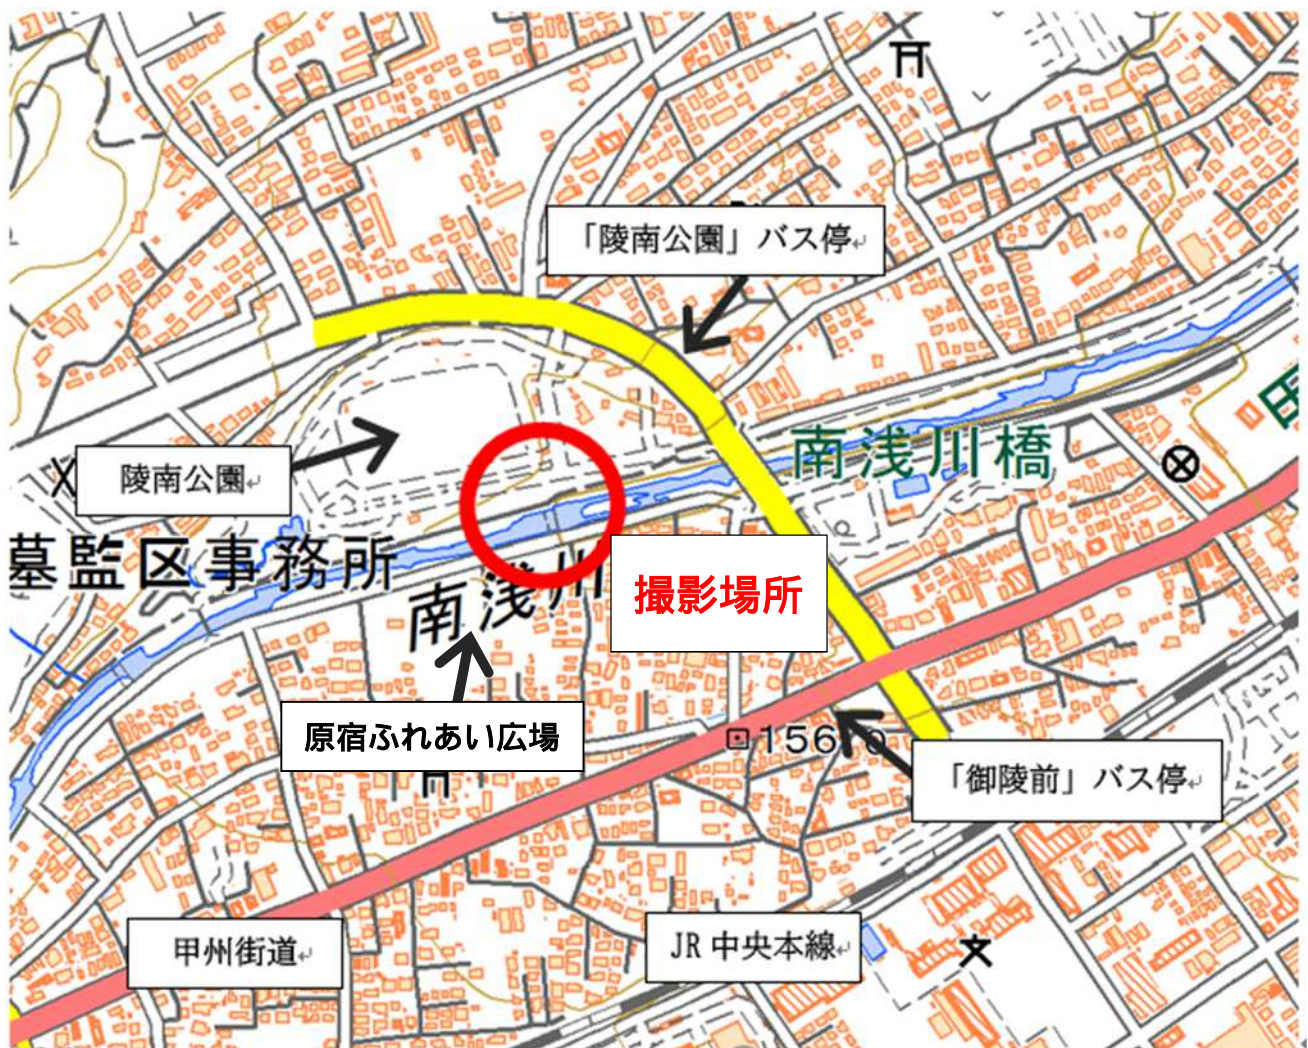 「陵南公園」バス停
南浅川橋
陵南公園
墓監区事務所
南浅川
撮影場所
原宿ふれあい広場
156
「御陵前」バス停
甲州街道
JR 中央本線